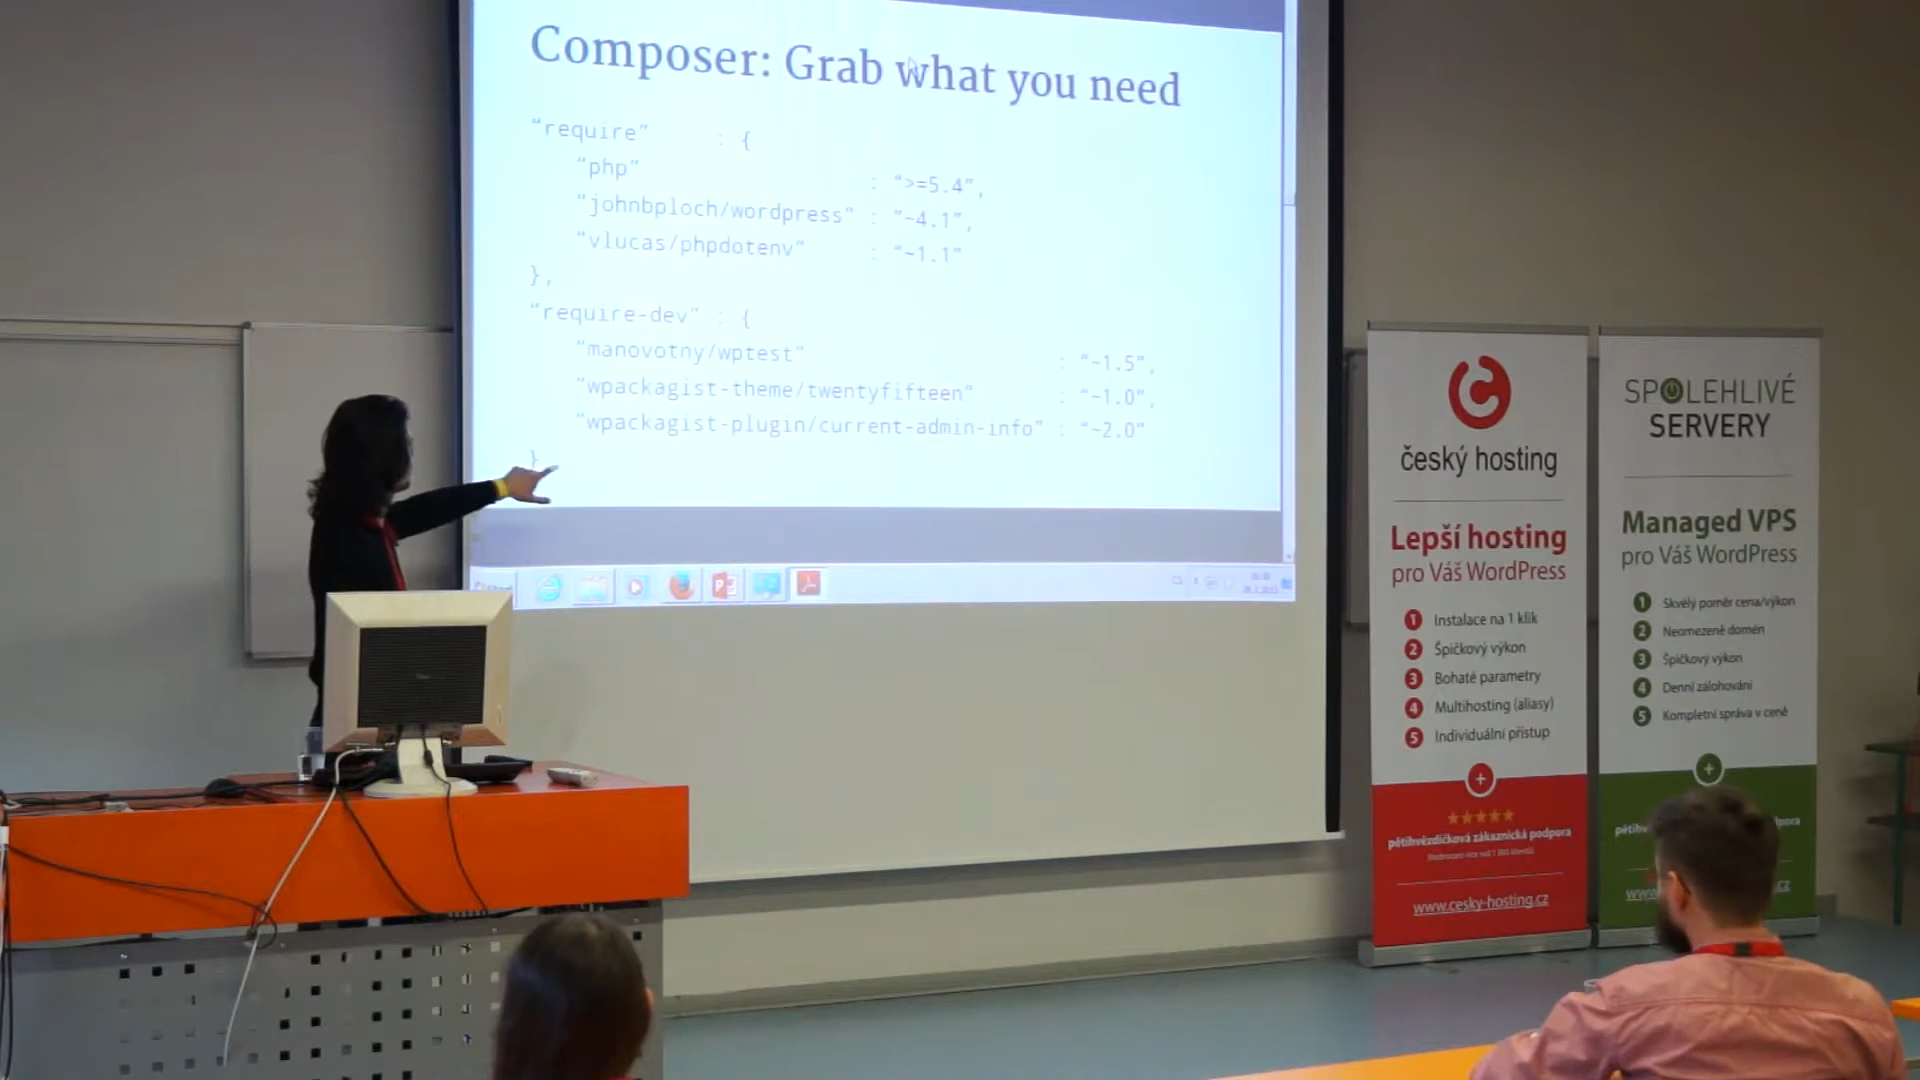 Composer: Grab what you need
“require” : {
“php” : “>=5.4”,
“johnbploch/wordpress” : “~4.1”,
“vlucas/phpdotenv” : “~1.1”
},
“require-dev” : {
“manovotny/wptest” : “~1.5”,
“wpackagist-theme/twentyfifteen” : “~1.0”,
“wpackagist-plugin/current-admin-info” : “~2.0”
}
český hosting
Lepší hosting
pro Váš WordPress
1 Instalace na 1 klik
2 Špičkový výkon
3 Bohaté parametry
4 Multihosting (aliasy)
5 Individuální přístup
pětihvězdičková zákaznická podpora
www.cesky-hosting.cz
SPOLEHLIVÉ
SERVERY
Managed VPS
pro Váš WordPress
1 Skvělý poměr cena/výkon
2 Neomezeně domén
3 Špičkový výkon
4 Denní zálohování
5 Kompletní správa v ceně